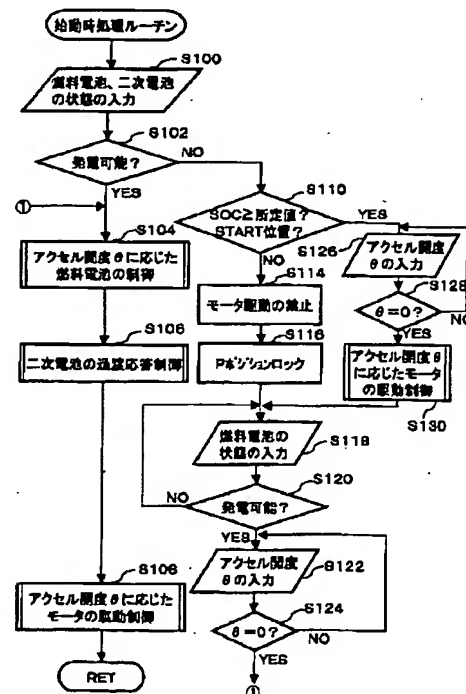 始動時処理ルーチン
S100
燃料電池、二次電池
の状態の入力
S102
発電可能？
NO
YES
①
S104
アクセル開度θに応じた
燃料電池の制御
S106
二次電池の過渡応答制御
S108
アクセル開度θに応じた
モータの駆動制御
RET
S110
SOC≧所定値？
START位置？
YES
NO
S114
モータ駆動の禁止
S116
Pポジションロック
S126
アクセル開度
θの入力
S128
θ=0？
NO
YES
アクセル開度θ
に応じたモータ
の駆動制御
S130
燃料電池の
状態の入力
S118
S120
NO
発電可能？
YES
アクセル開度
θの入力
S122
S124
θ=0？
NO
YES
①